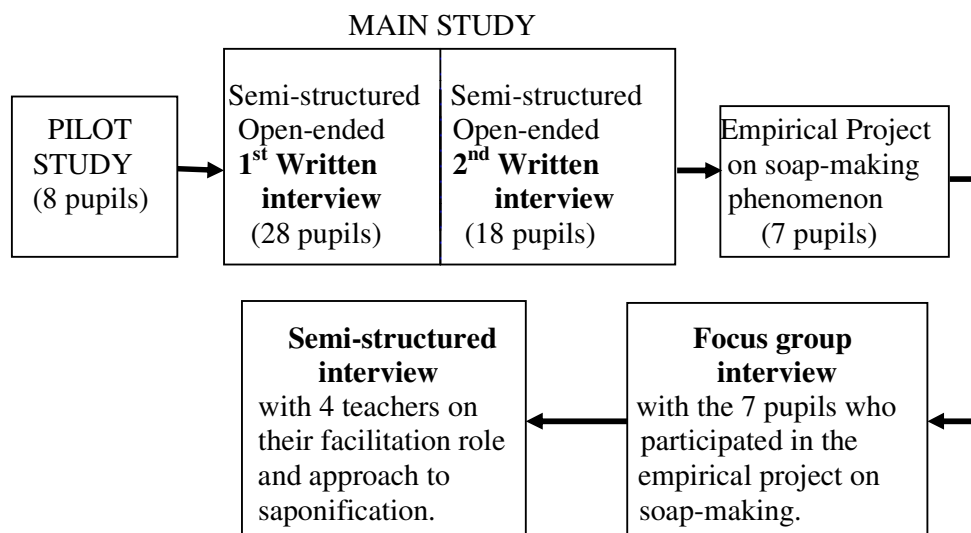 MAIN STUDY
PILOT
STUDY
(8 pupils)
Semi-structured
Open-ended
1st Written
interview
(28 pupils)
Semi-structured
Open-ended
2nd Written
interview
(18 pupils)
Empirical Project
on soap-making
phenomenon
(7 pupils)
Semi-structured
interview
with 4 teachers on
their facilitation role
and approach to
saponification.
Focus group
interview
with the 7 pupils who
participated in the
empirical project on
soap-making.